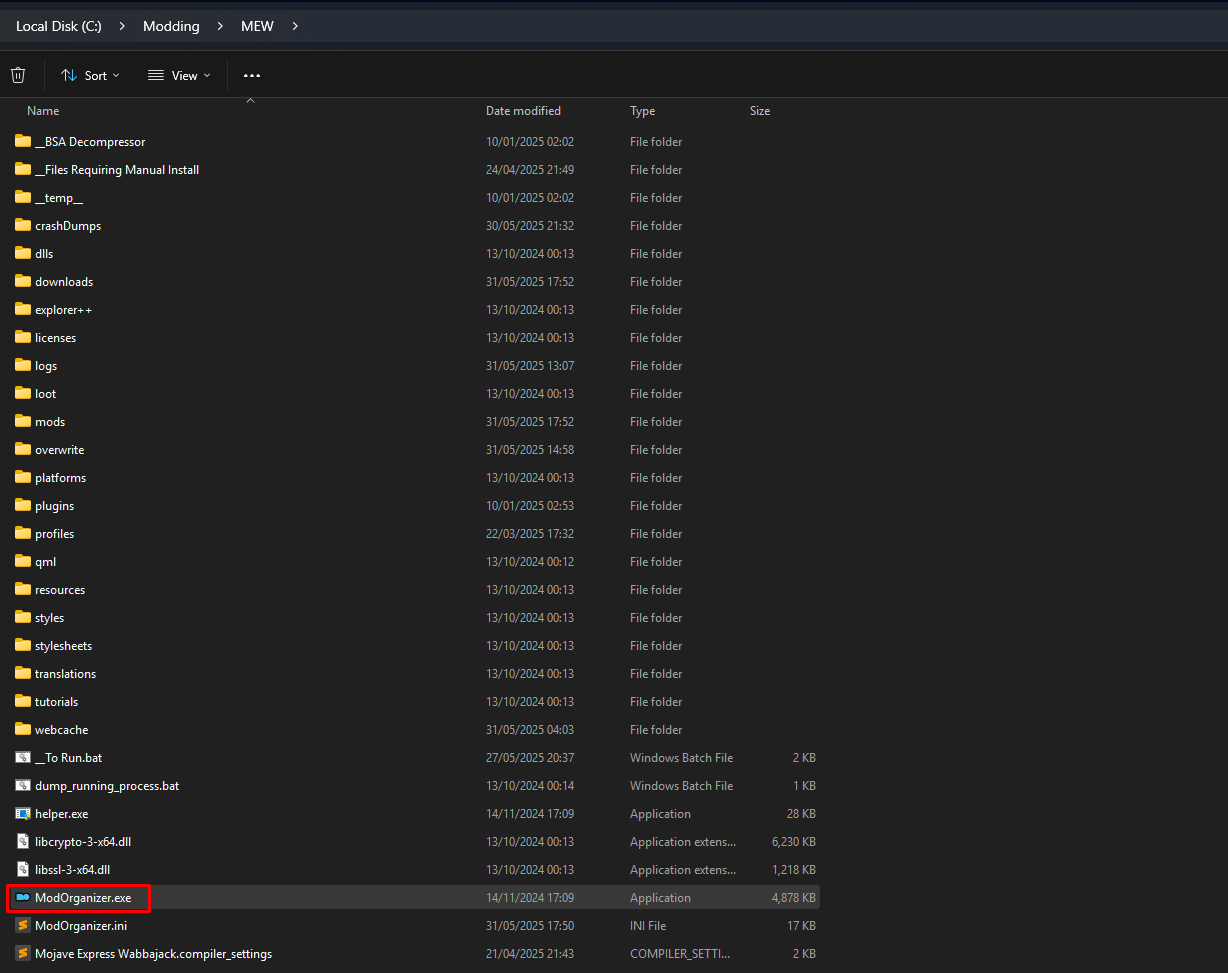 Local Disk (C:) > Modding > MEW >
Sort View ...
Name Date modified Type Size
__BSA Decompressor 10/01/2025 02:02 File folder
__Files Requiring Manual Install 24/04/2025 21:49 File folder
__temp__ 10/01/2025 02:02 File folder
crashDumps 30/05/2025 21:32 File folder
dlls 13/10/2024 00:13 File folder
downloads 31/05/2025 17:52 File folder
explorer++ 13/10/2024 00:13 File folder
licenses 13/10/2024 00:13 File folder
logs 31/05/2025 13:07 File folder
loot 13/10/2024 00:13 File folder
mods 31/05/2025 17:52 File folder
overwrite 31/05/2025 14:58 File folder
platforms 13/10/2024 00:13 File folder
plugins 10/01/2025 02:53 File folder
profiles 22/03/2025 17:32 File folder
qml 13/10/2024 00:12 File folder
resources 13/10/2024 00:13 File folder
styles 13/10/2024 00:13 File folder
stylesheets 13/10/2024 00:13 File folder
translations 13/10/2024 00:13 File folder
tutorials 13/10/2024 00:13 File folder
webcache 31/05/2025 04:03 File folder
__To Run.bat 27/05/2025 20:37 Windows Batch File 2 KB
dump_running_process.bat 13/10/2024 00:14 Windows Batch File 1 KB
helper.exe 14/11/2024 17:09 Application 28 KB
libcrypto-3-x64.dll 13/10/2024 00:13 Application extens... 6,230 KB
libssl-3-x64.dll 13/10/2024 00:13 Application extens... 1,218 KB
ModOrganizer.exe 14/11/2024 17:09 Application 4,878 KB
ModOrganizer.ini 31/05/2025 17:50 INI File 17 KB
Mojave Express Wabbajack.compiler_settings 21/04/2025 21:43 COMPILER_SETTI... 2 KB